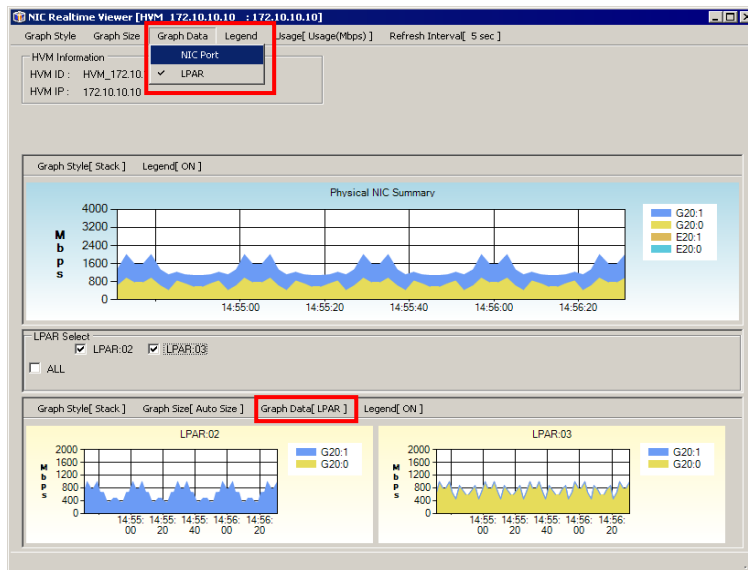 NIC Realtime Viewer [HVM_172.10.10.10 : 172.10.10.10]
Graph Style Graph Size Graph Data Legend Usage[ Usage(Mbps) ] Refresh Interval[ 5 sec ]
NIC Port
LPAR
HVM Information
HVM ID : HVM_172.10.
HVM IP : 172.10.10.10
Graph Style[ Stack ] Legend[ ON ]
Physical NIC Summary
Mbps
4000
3200
2400
1600
800
0
14:55:00 14:55:20 14:55:40 14:56:00 14:56:20
G20:1
G20:0
E20:1
E20:0
LPAR Select
LPAR:02 LPAR:03
ALL
Graph Style[ Stack ] Graph Size[ Auto Size ] Graph Data[ LPAR ] Legend[ ON ]
LPAR:02
Mbps
2000
1600
1200
800
400
0
14:55:00 14:55:20 14:55:40 14:56:00 14:56:20
G20:1
G20:0
LPAR:03
Mbps
2000
1600
1200
800
400
0
14:55:00 14:55:20 14:55:40 14:56:00 14:56:20
G20:1
G20:0